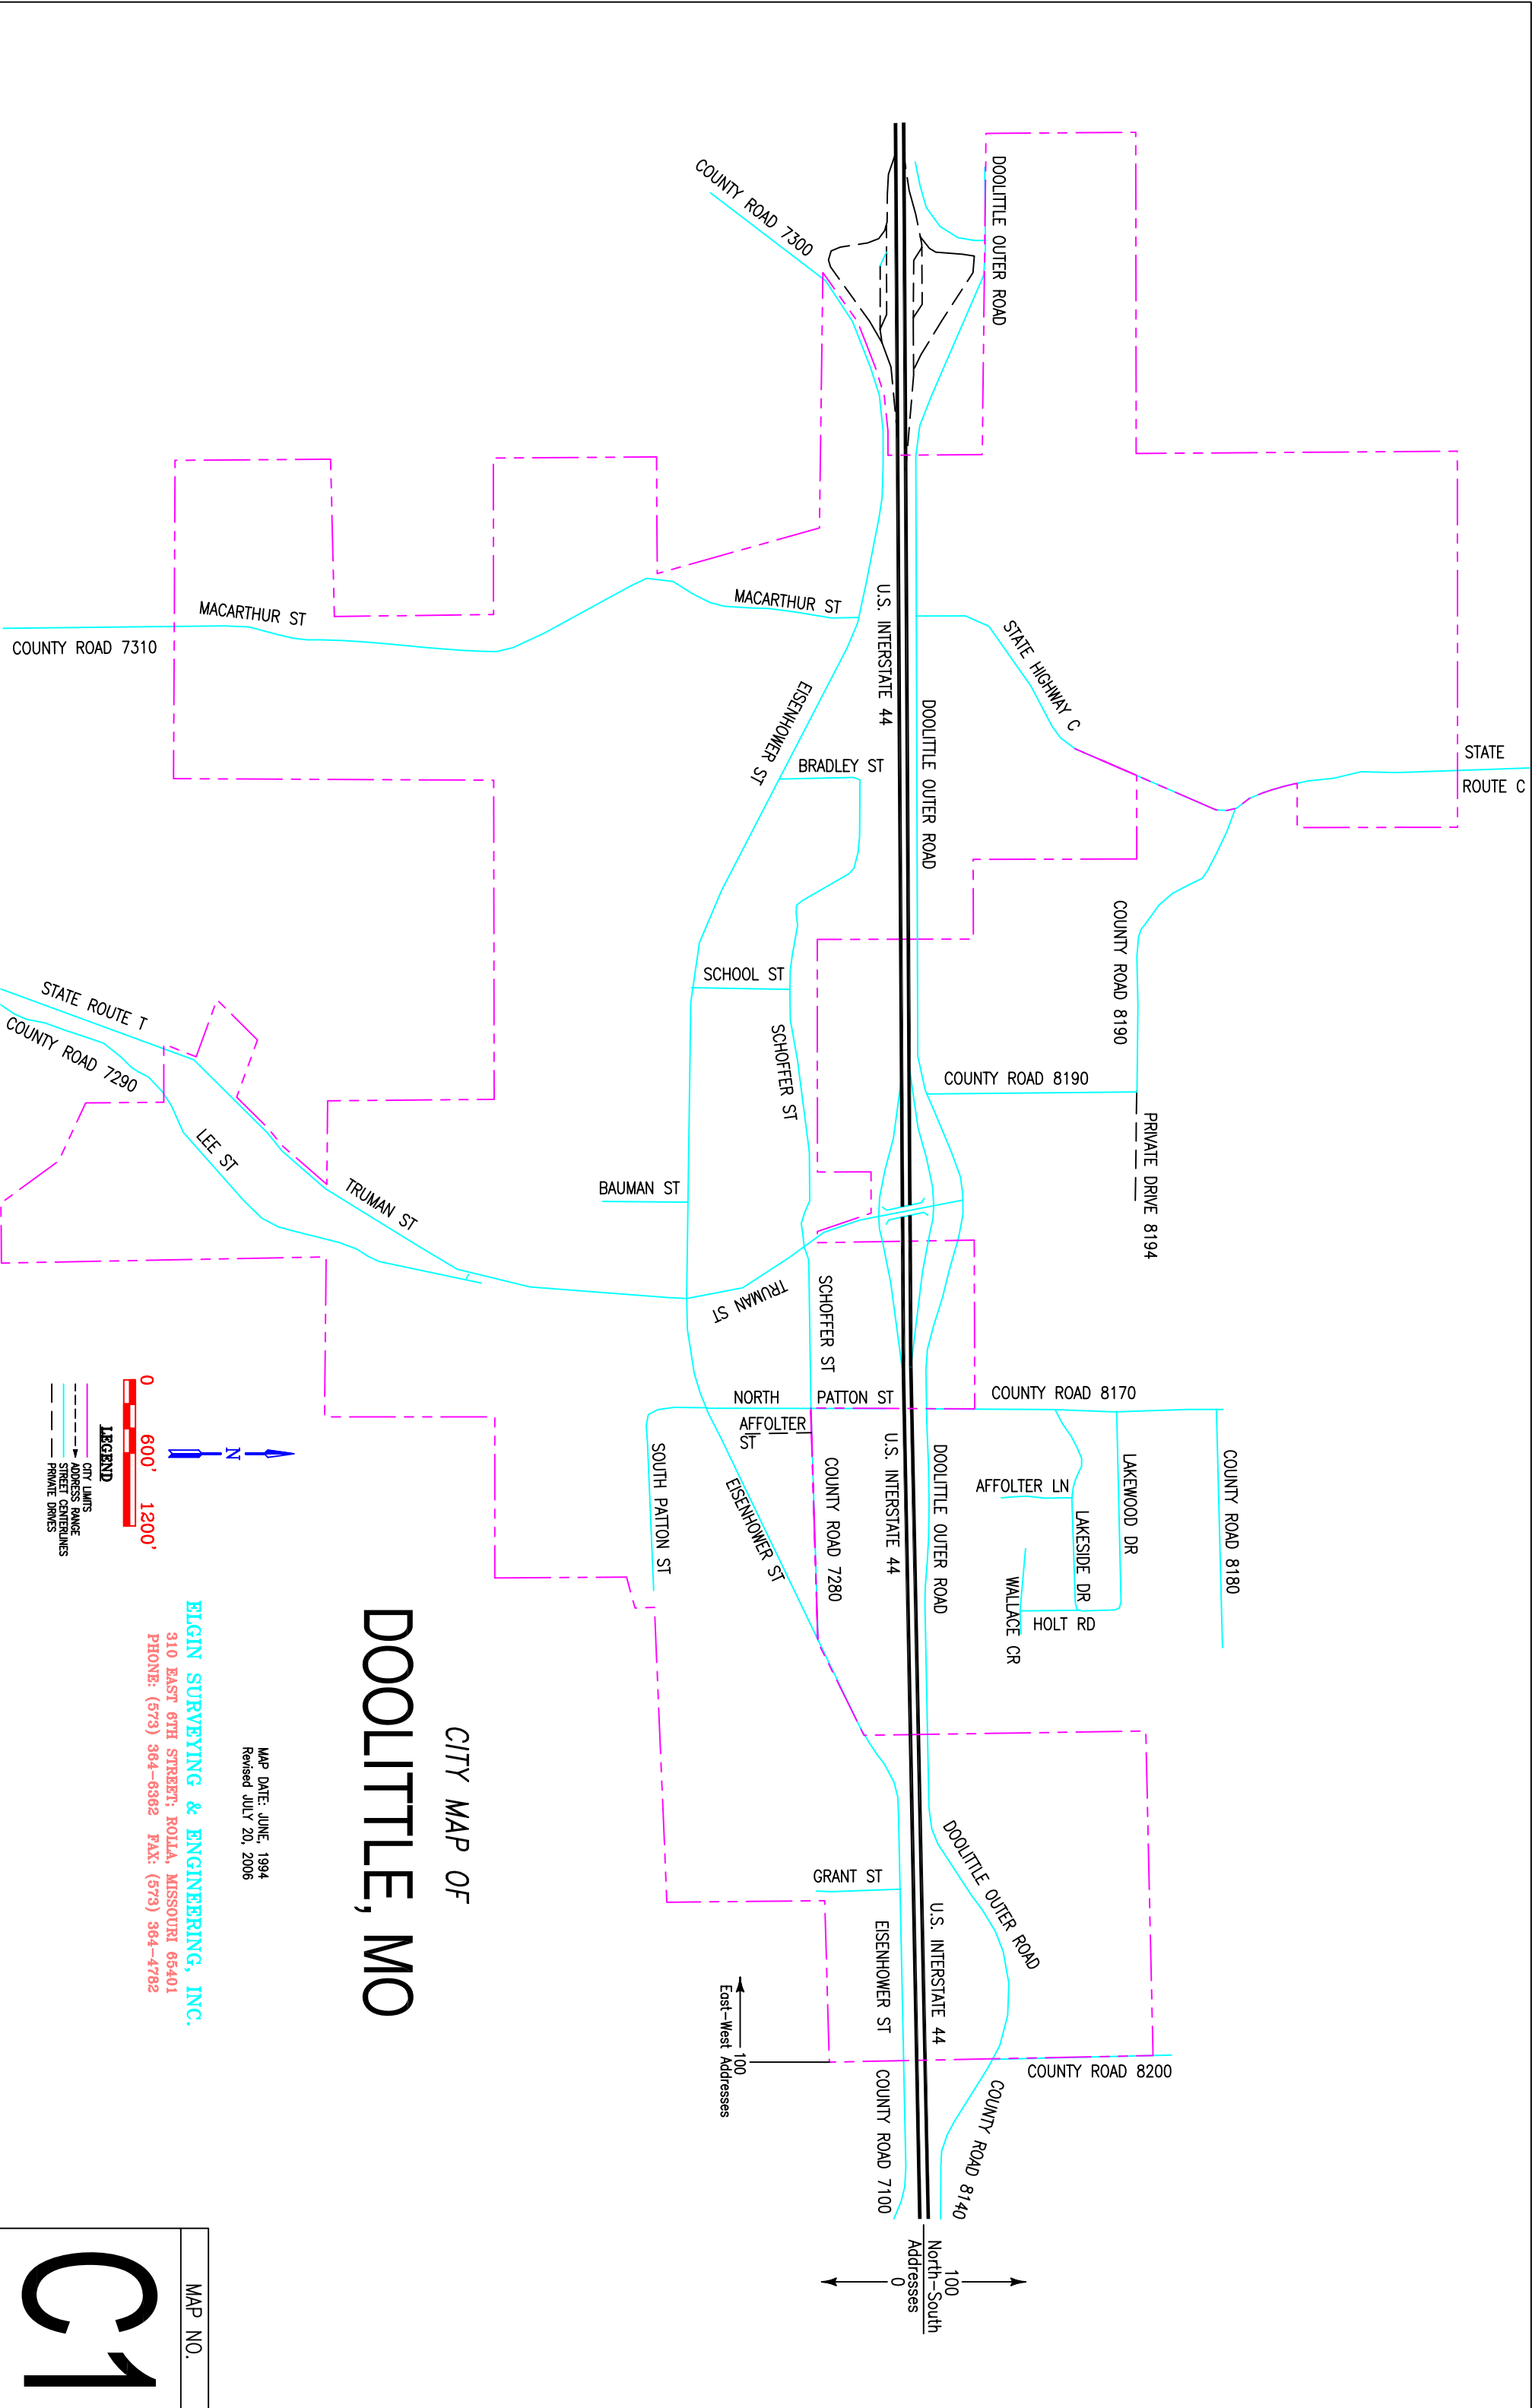 STATE
ROUTE C
STATE HIGHWAY C
DOOLITTLE OUTER ROAD
COUNTY ROAD 7300
U.S. INTERSTATE 44
DOOLITTLE OUTER ROAD
MACARTHUR ST
MACARTHUR ST
COUNTY ROAD 7310
EISENHOWER ST
BRADLEY ST
SCHOOL ST
SCHOFFER ST
COUNTY ROAD 8190
COUNTY ROAD 8190
PRIVATE DRIVE 8194
STATE ROUTE T
COUNTY ROAD 7290
LEE ST
TRUMAN ST
BAUMAN ST
TRUMAN ST
SCHOFFER ST
COUNTY ROAD 8170
NORTH
PATTON ST
AFFOLTER
ST
SOUTH PATTON ST
EISENHOWER ST
COUNTY ROAD 7280
U.S. INTERSTATE 44
DOOLITTLE OUTER ROAD
AFFOLTER LN
LAKESIDE DR
LAKEWOOD DR
COUNTY ROAD 8180
WALLACE CR
HOLT RD
DOOLITTLE OUTER ROAD
GRANT ST
EISENHOWER ST
U.S. INTERSTATE 44
COUNTY ROAD 8200
COUNTY ROAD 8140
COUNTY ROAD 7100
100
East-West Addresses
100
North-South
Addresses
0
CITY MAP OF
DOOLITTLE, MO
MAP DATE: JUNE, 1994
Revised JULY 20, 2006
ELGIN SURVEYING & ENGINEERING, INC.
310 EAST 6TH STREET; ROLLA, MISSOURI 65401
PHONE: (573) 364-6362 FAX: (573) 364-4782
N
0 600' 1200'
LEGEND
CITY LIMITS
ADDRESS RANGE
STREET CENTERLINES
PRIVATE DRIVES
MAP NO.
C1